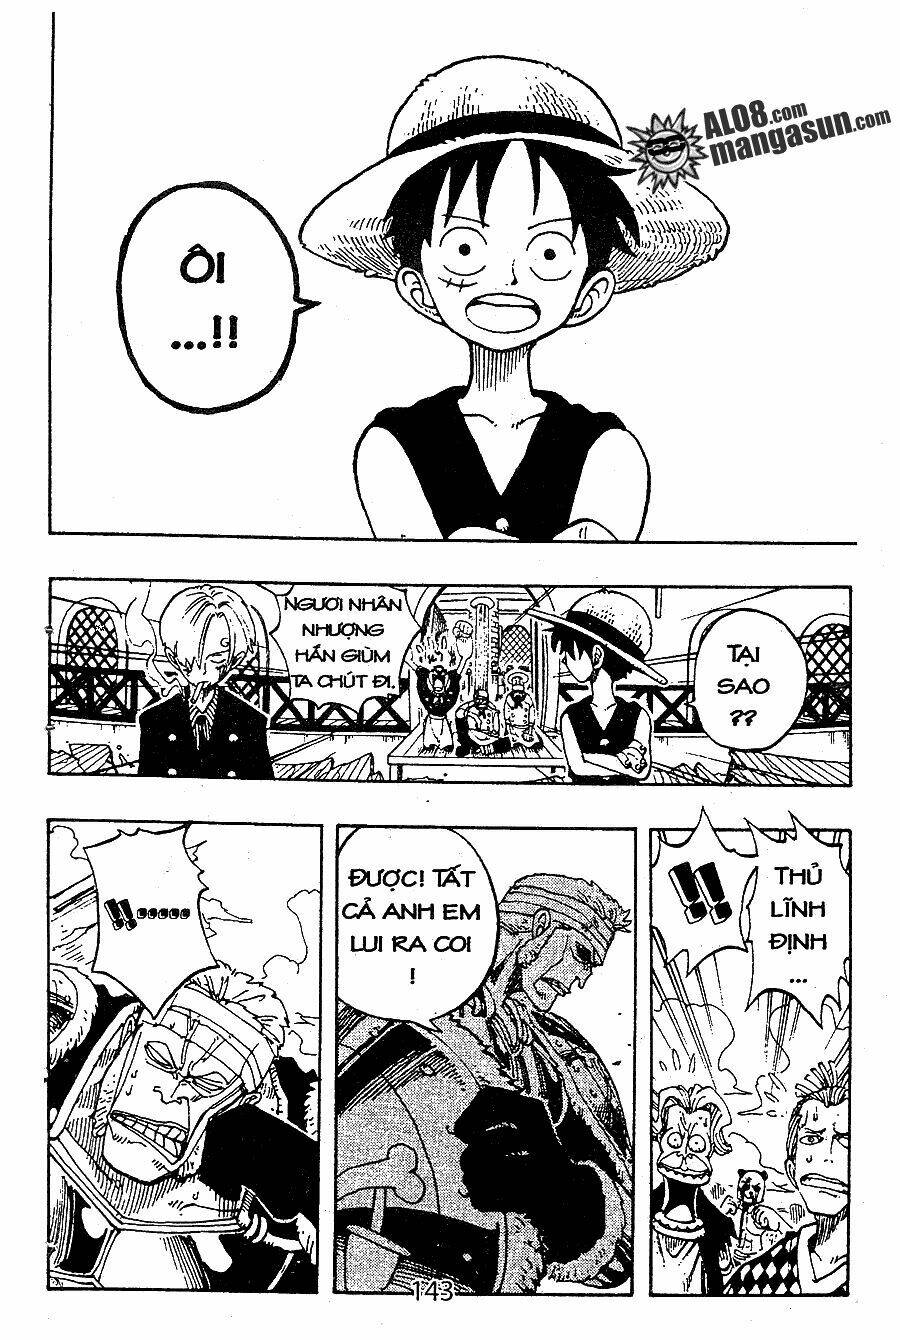 AL08.com
mangasun.com
ÔI
...!!
TẠI
SAO
??
NGƯƠI NHÂN
NHƯỢNG
HẮN GIÙM
TA CHÚT ĐI.
THỦ
LĨNH
ĐỊNH
...
!!
ĐƯỢC! TẤT
CẢ ANH EM
LUI RA COI
!
!!.....
143